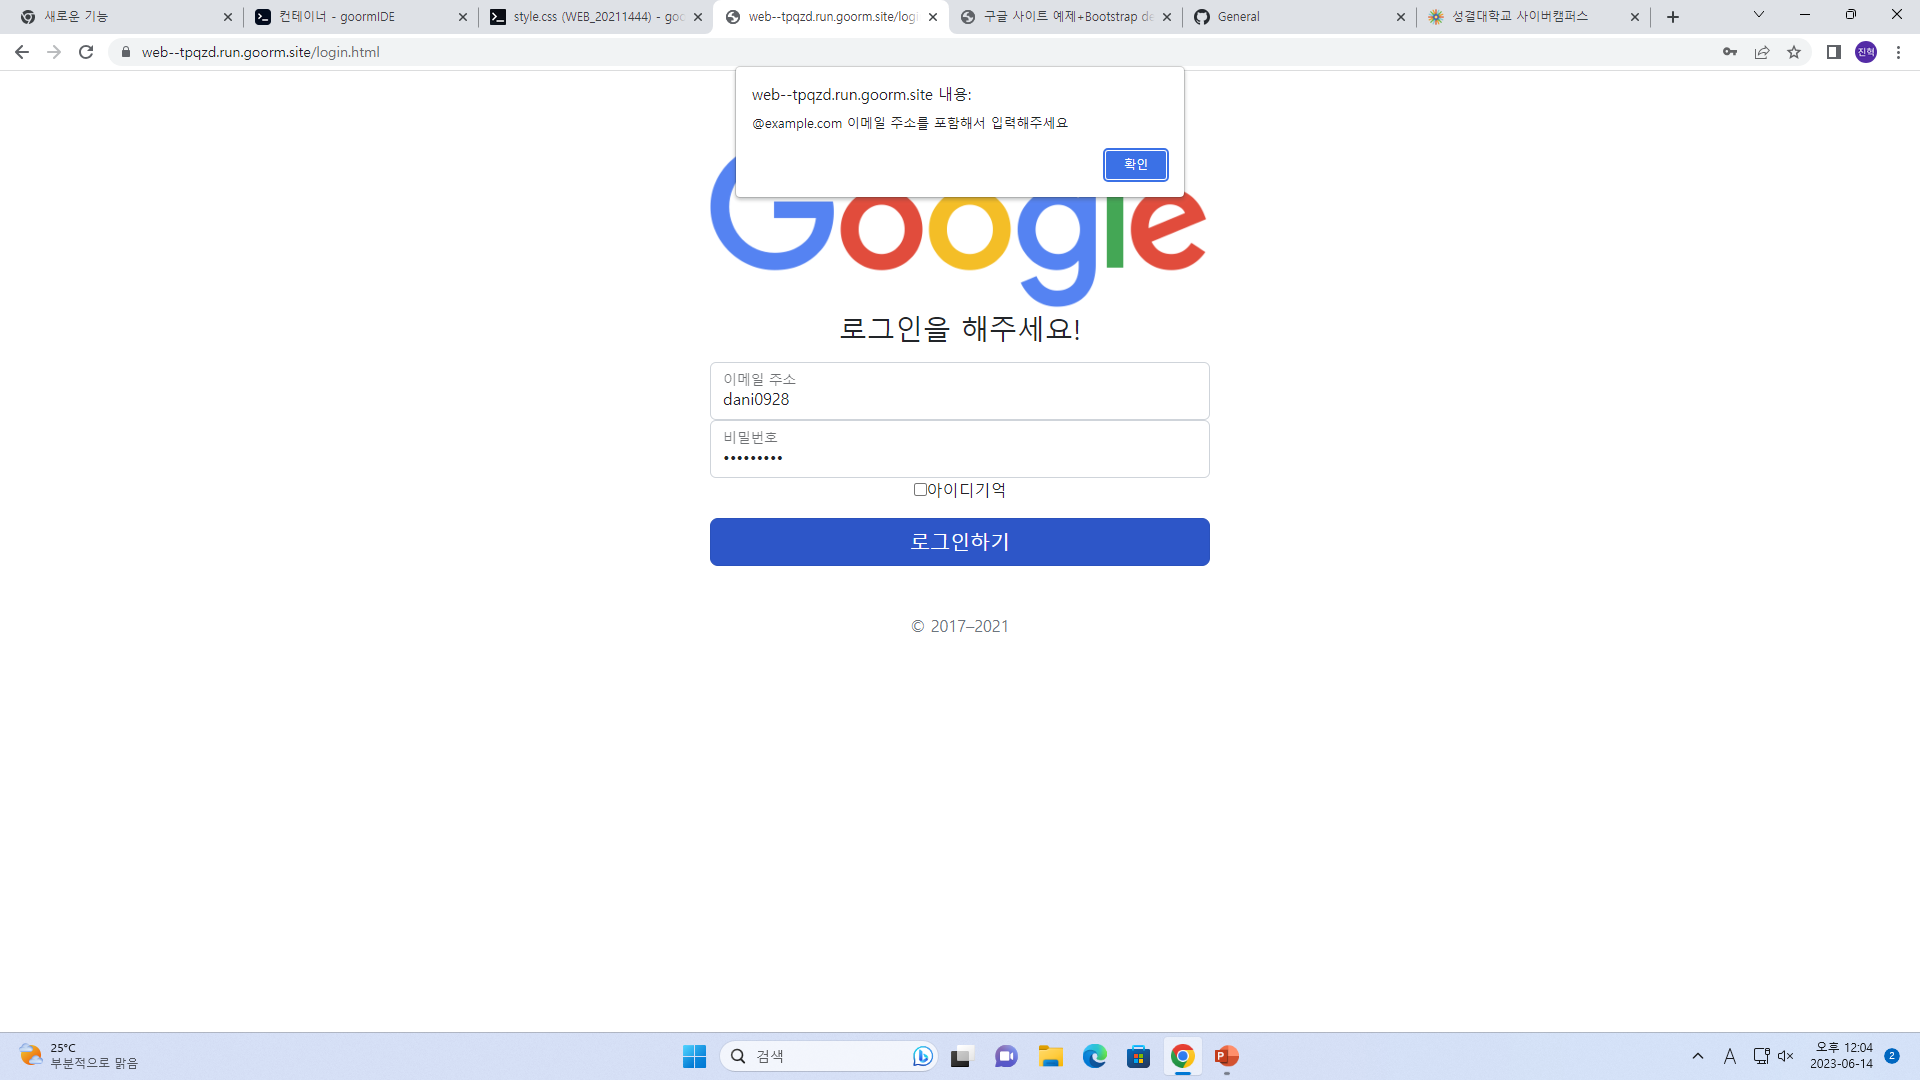 새로운 기능
컨테이너 - goormIDE
style.css (WEB_20211444) - goo
web--tpqzd.run.goorm.site/logi
구글 사이트 예제+Bootstrap de
General
성결대학교 사이버캠퍼스
web--tpqzd.run.goorm.site/login.html
진혁
web--tpqzd.run.goorm.site 내용:
@example.com 이메일 주소를 포함해서 입력해주세요
확인
Google
로그인을 해주세요!
이메일 주소
dani0928
비밀번호
•••••••••
아이디기억
로그인하기
© 2017–2021
25°C
부분적으로 맑음
검색
A
오후 12:04
2023-06-14
2